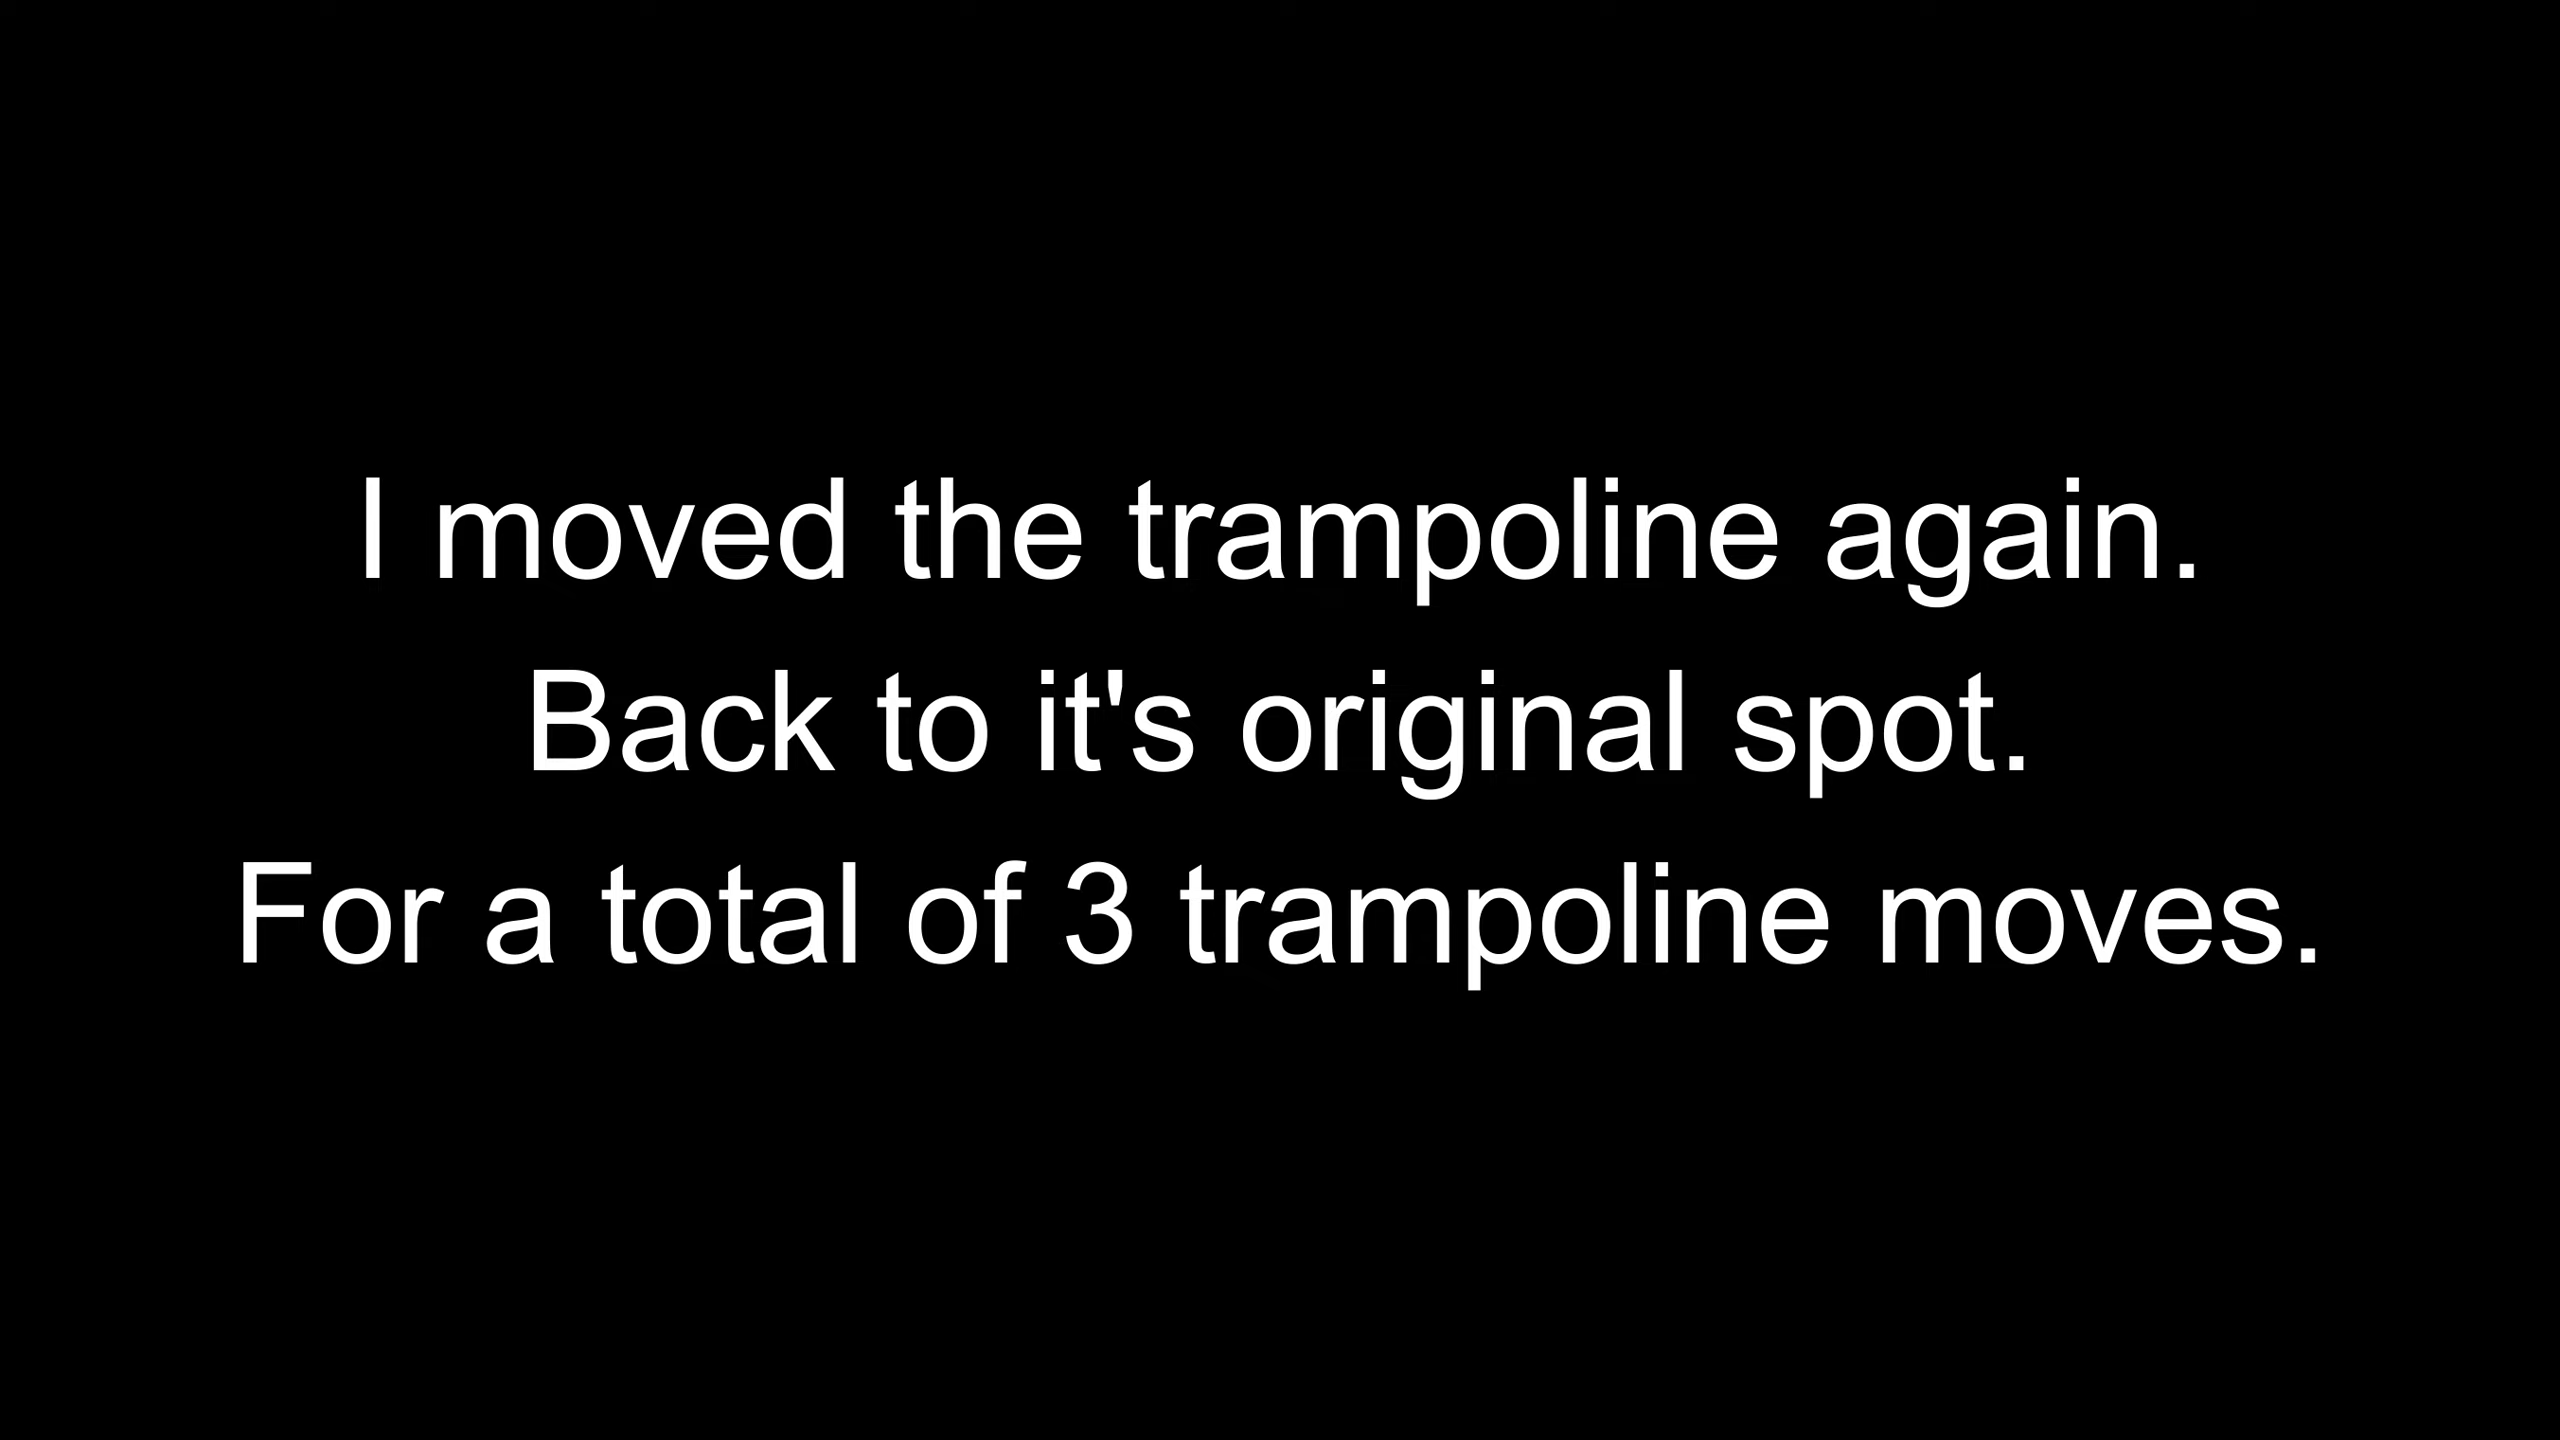 I moved the trampoline again.
Back to it's original spot.
For a total of 3 trampoline moves.